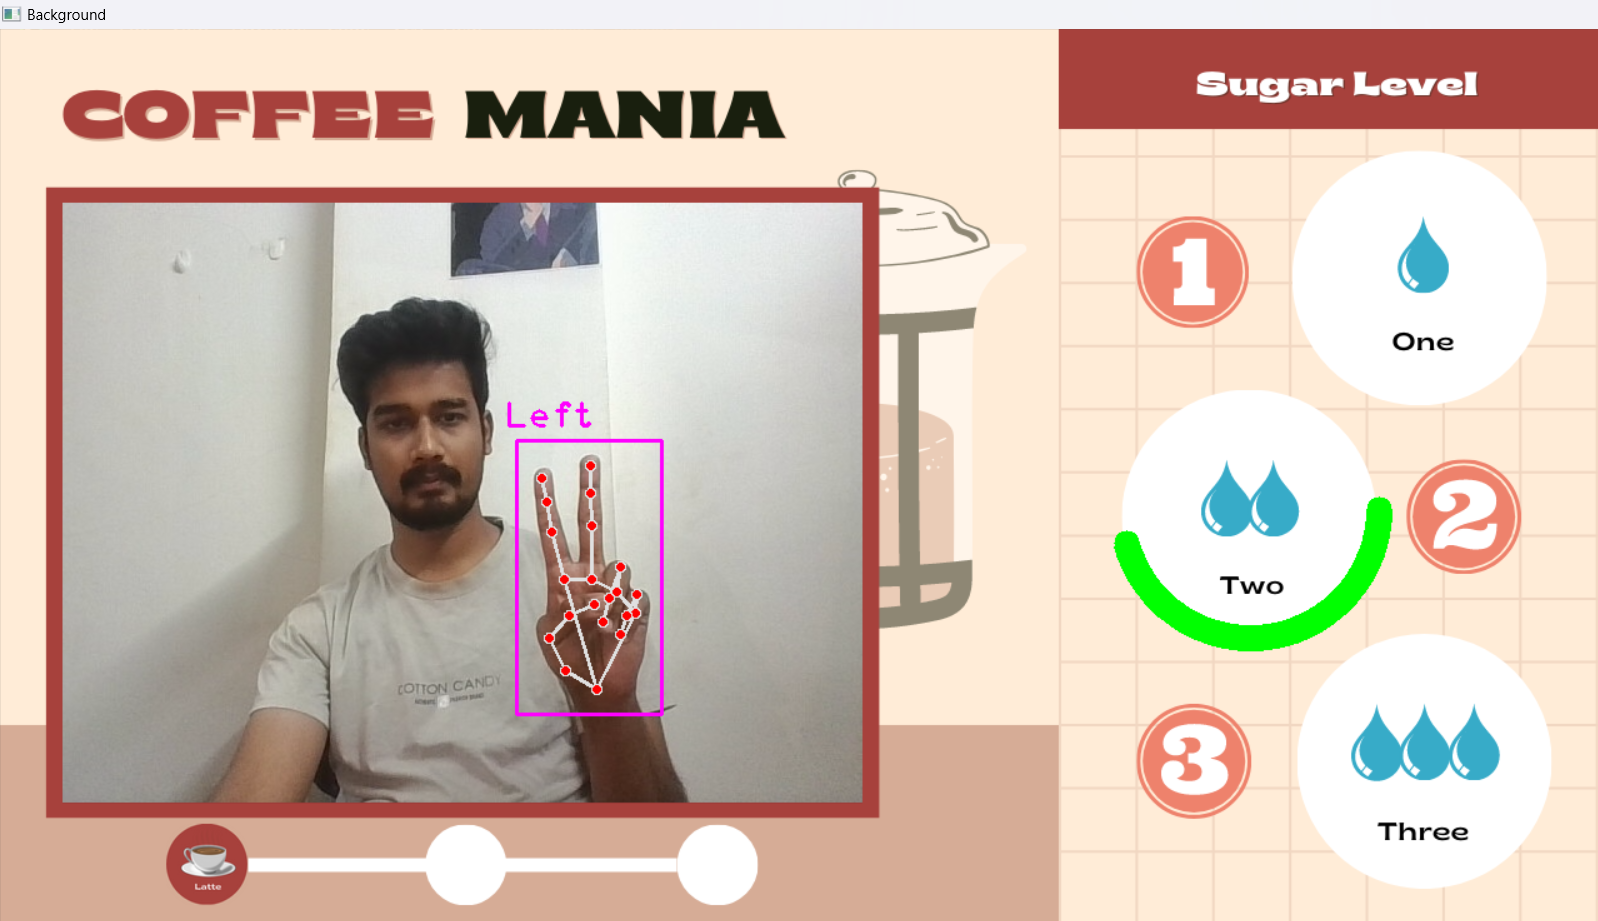 Background
COFFEE MANIA
Sugar Level
1
One
Left
2
Two
COTTON CANDY
3
Three
Latte